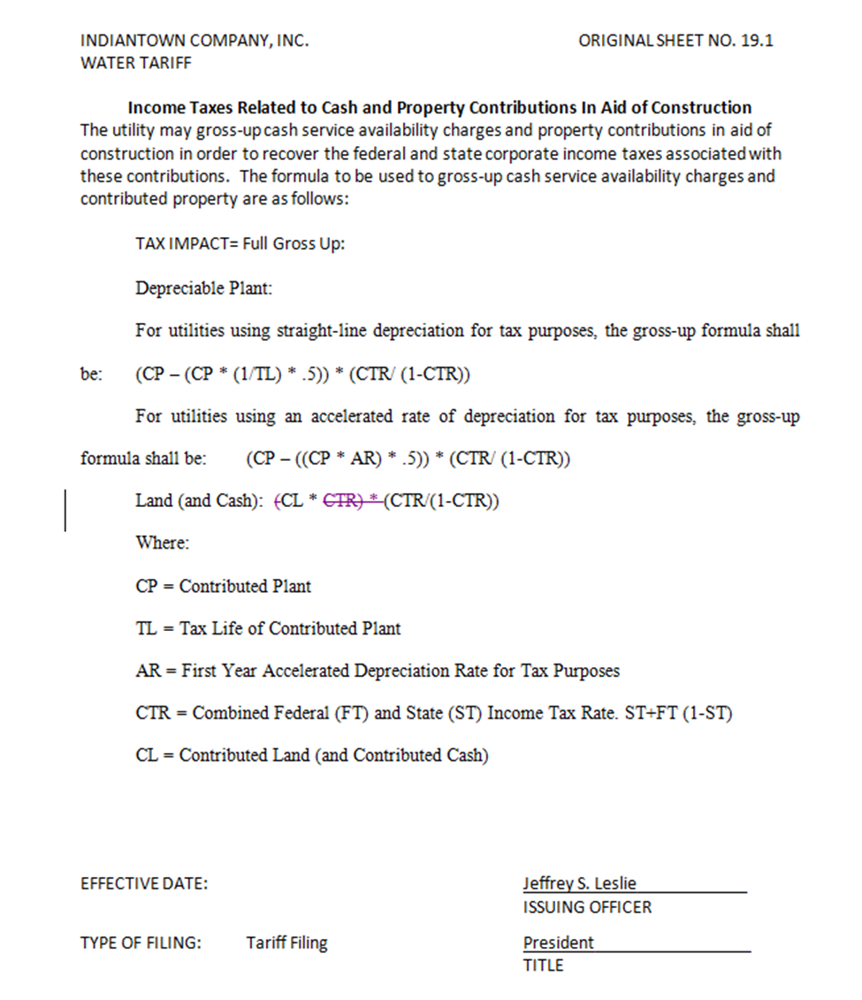 INDIANTOWN COMPANY, INC. ORIGINAL SHEET NO. 19.1
WATER TARIFF
Income Taxes Related to Cash and Property Contributions In Aid of Construction
The utility may gross-up cash service availability charges and property contributions in aid of
construction in order to recover the federal and state corporate income taxes associated with
these contributions. The formula to be used to gross-up cash service availability charges and
contributed property are as follows:
TAX IMPACT= Full Gross Up:
Depreciable Plant:
For utilities using straight-line depreciation for tax purposes, the gross-up formula shall
be: (CP – (CP * (1/TL) * .5)) * (CTR/ (1-CTR))
For utilities using an accelerated rate of depreciation for tax purposes, the gross-up
formula shall be: (CP – ((CP * AR) * .5)) * (CTR/ (1-CTR))
Land (and Cash): (CL * CTR) * (CTR/(1-CTR))
Where:
CP = Contributed Plant
TL = Tax Life of Contributed Plant
AR = First Year Accelerated Depreciation Rate for Tax Purposes
CTR = Combined Federal (FT) and State (ST) Income Tax Rate. ST+FT (1-ST)
CL = Contributed Land (and Contributed Cash)
EFFECTIVE DATE: Jeffrey S. Leslie
ISSUING OFFICER
TYPE OF FILING: Tariff Filing President
TITLE